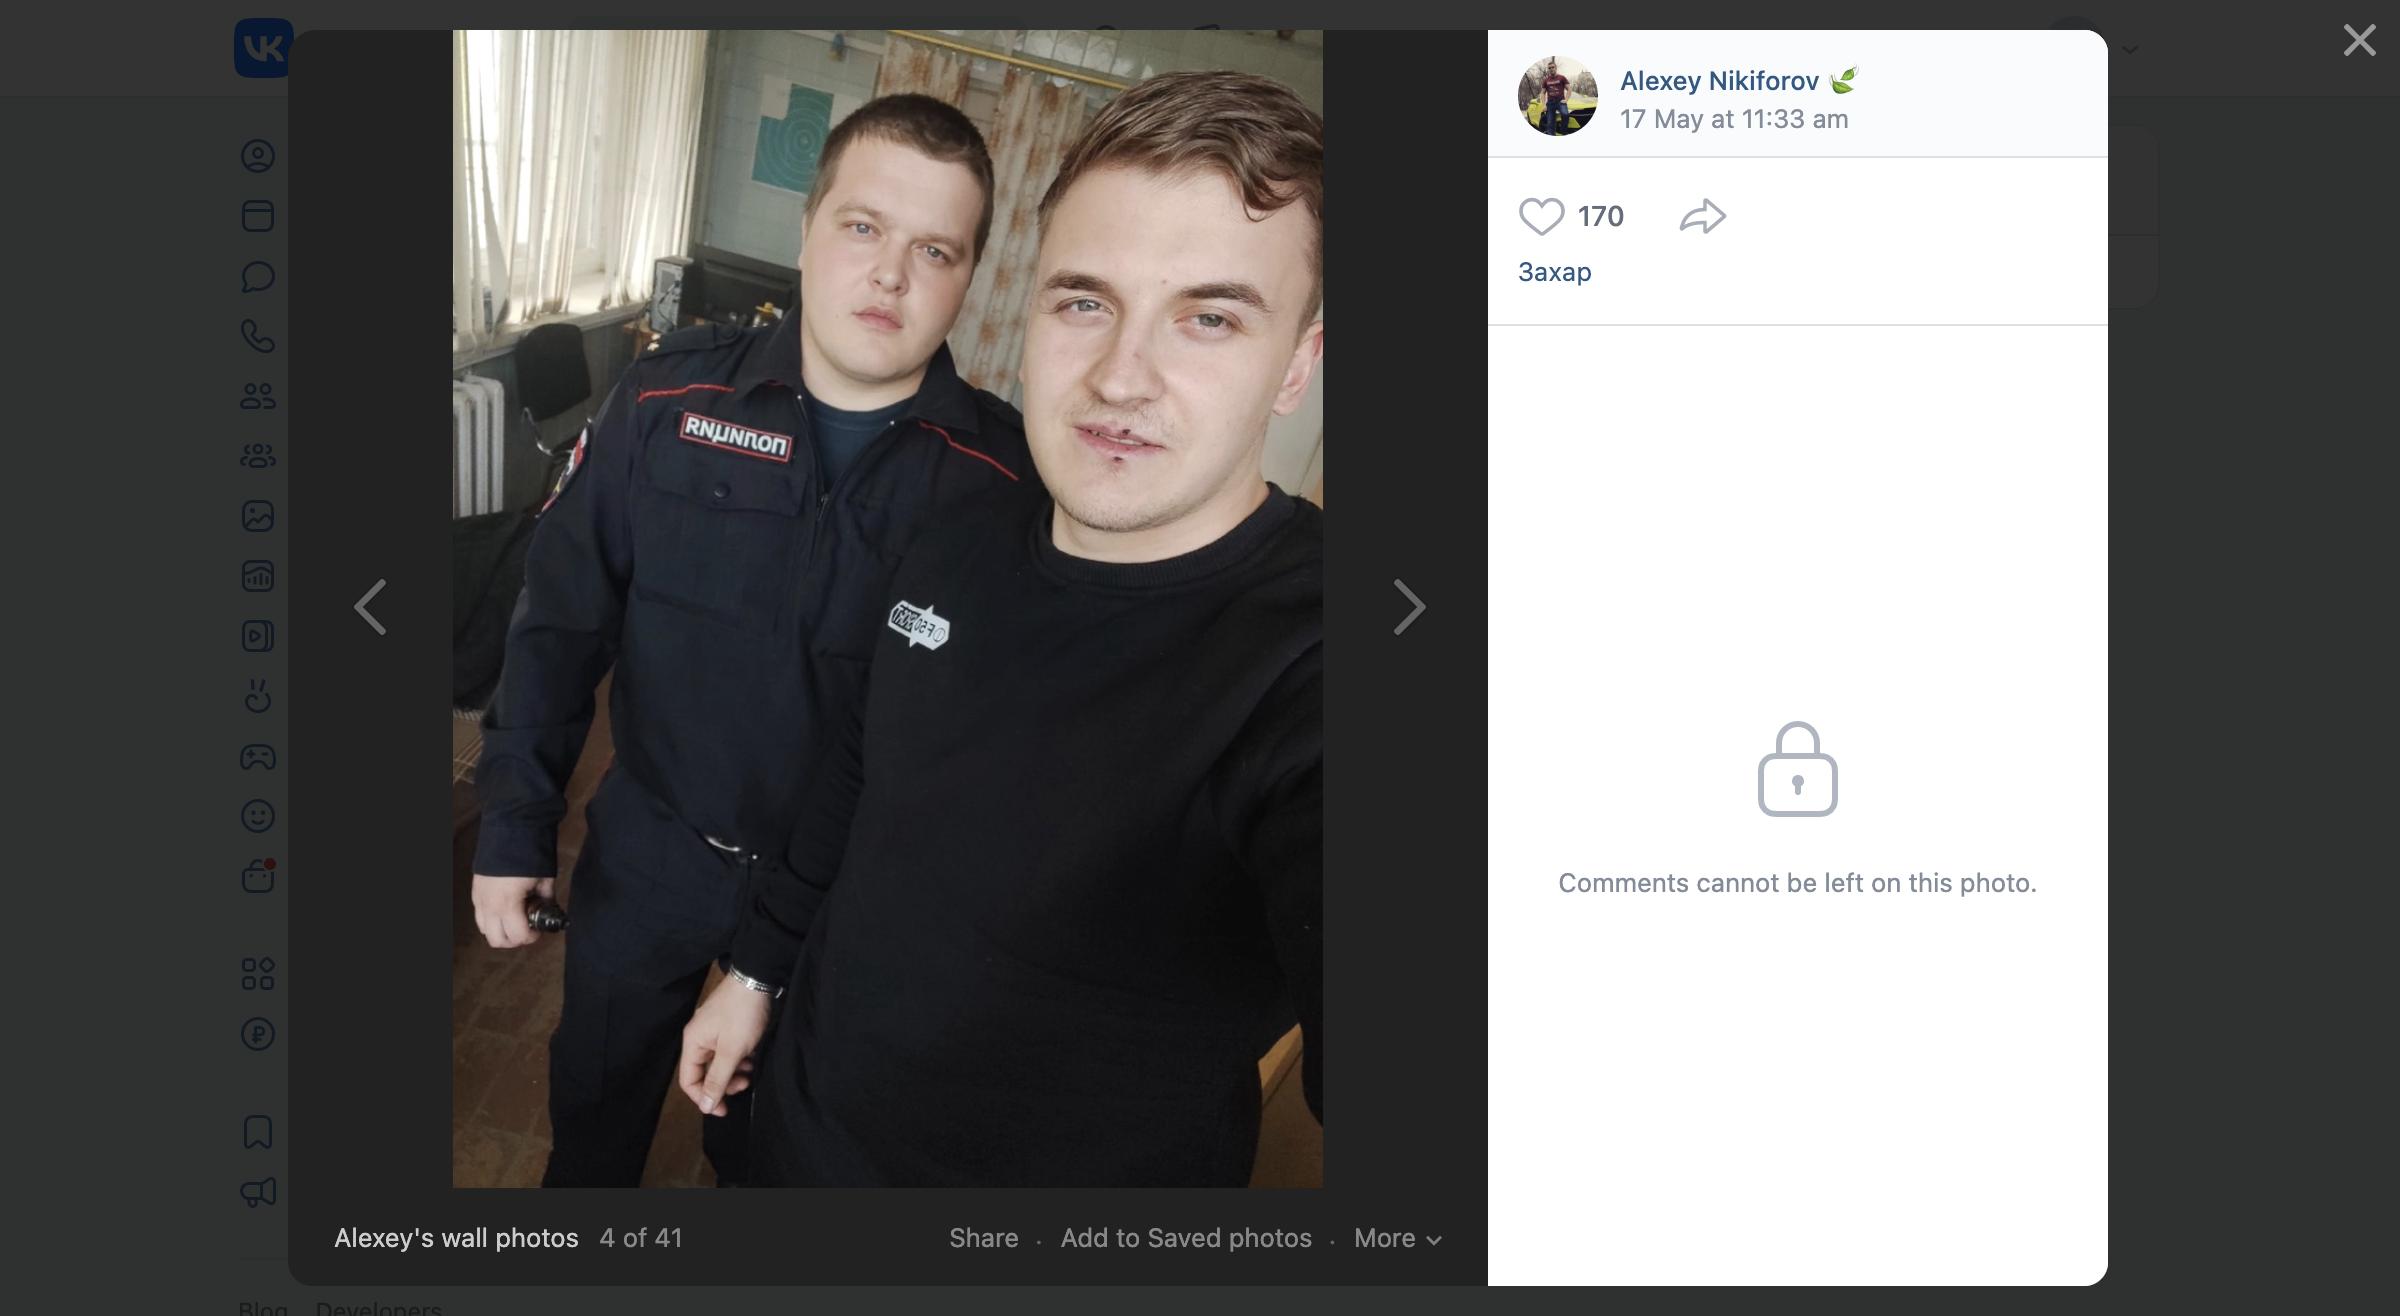 Alexey Nikiforov
17 May at 11:33 am
170
Захар
ПОЛИЦИЯ
Comments cannot be left on this photo.
Alexey's wall photos 4 of 41
Share . Add to Saved photos . More
Blog Developers